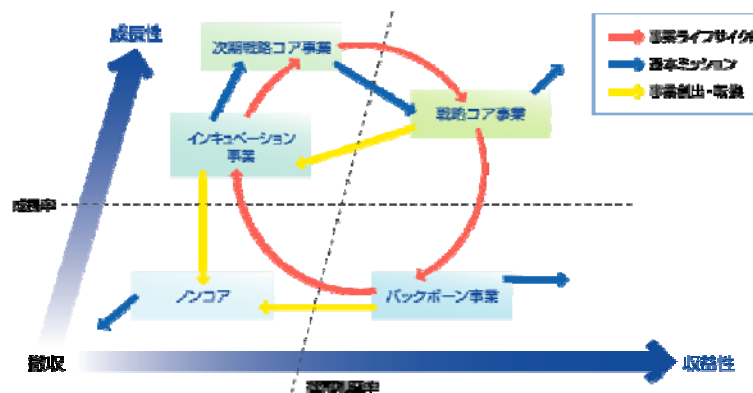 成長性
次期戦略コア事業
事業ライフサイクル
基本ミッション
事業創出・転換
戦略コア事業
インキュベーション
事業
成長率
ノンコア
バックボーン事業
撤収
収益性